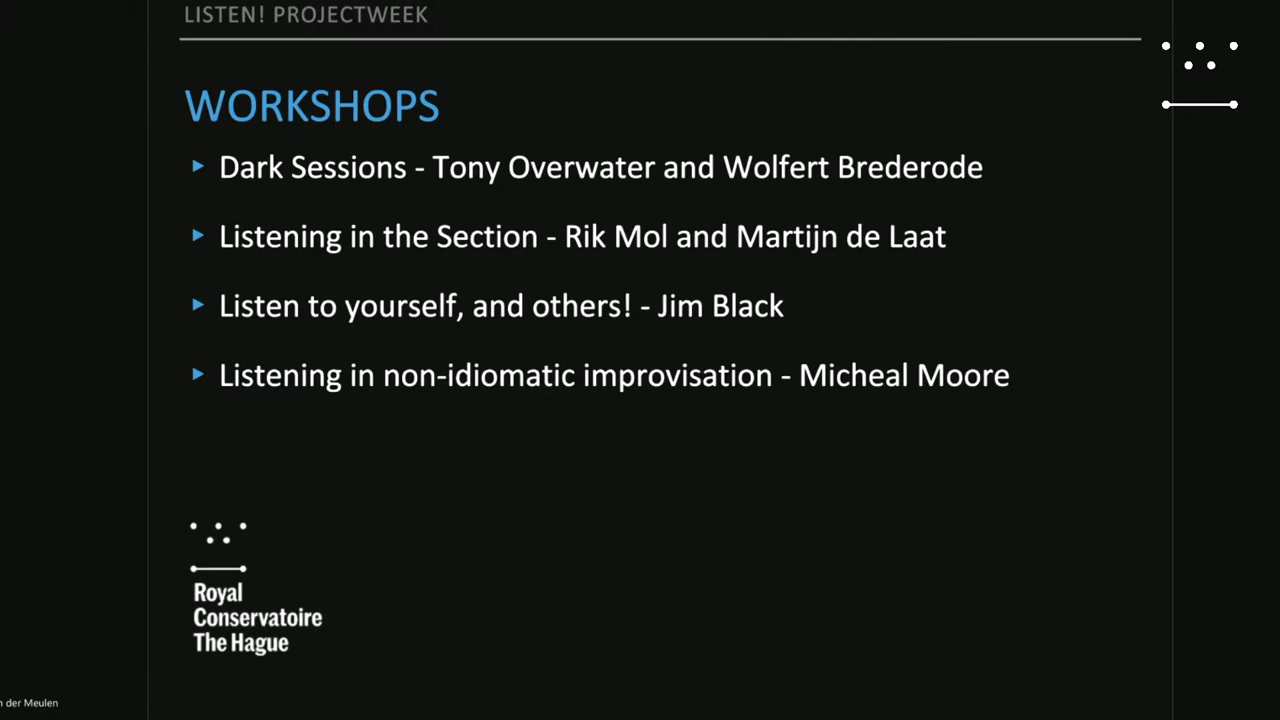 LISTEN! PROJECTWEEK
WORKSHOPS
Dark Sessions - Tony Overwater and Wolfert Brederode
Listening in the Section - Rik Mol and Martijn de Laat
Listen to yourself, and others! - Jim Black
Listening in non-idiomatic improvisation - Micheal Moore
Royal
Conservatoire
The Hague
der Meulen